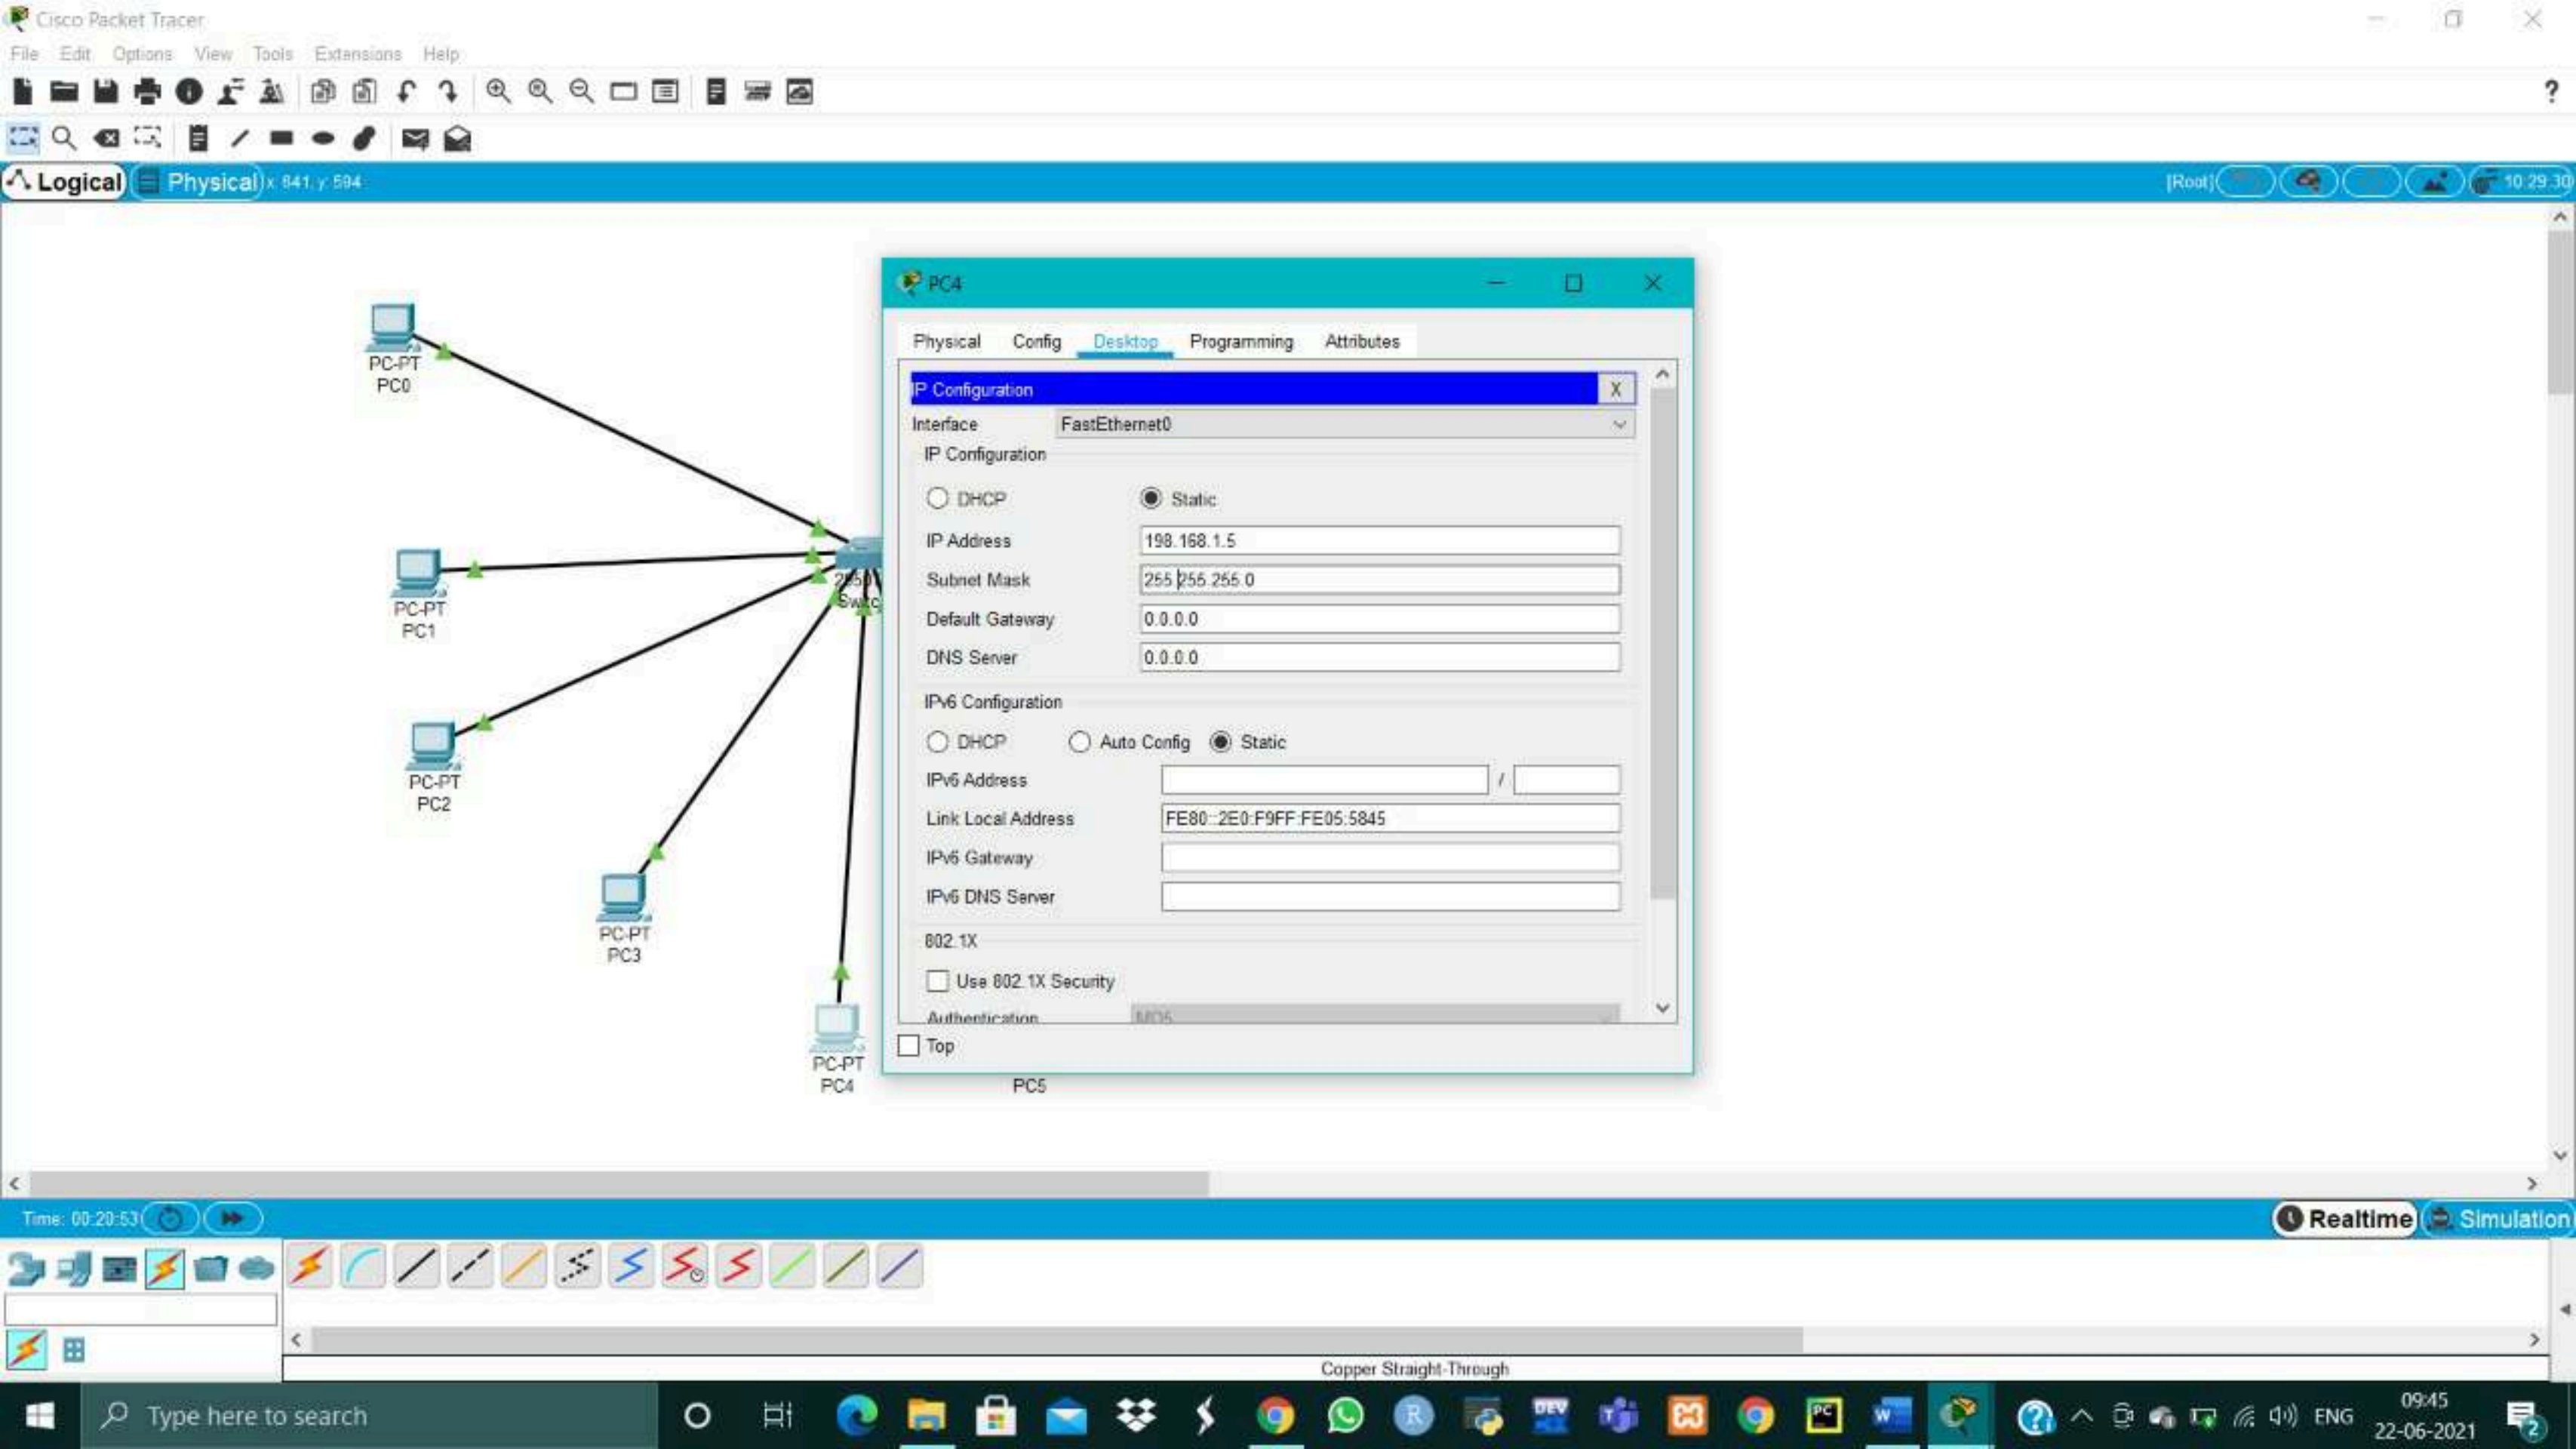 Cisco Packet Tracer
File Edit Options View Tools Extensions Help
?
Logical Physical x: 841, y: 594 [Root] 10:29:30
PC4
Physical Config Desktop Programming Attributes
IP Configuration X
Interface FastEthernet0
IP Configuration
DHCP Static
IP Address 198.168.1.5
Subnet Mask 255.255.255.0
Default Gateway 0.0.0.0
DNS Server 0.0.0.0
IPv6 Configuration
DHCP Auto Config Static
IPv6 Address /
Link Local Address FE80::2E0:F9FF:FE05:5845
IPv6 Gateway
IPv6 DNS Server
802.1X
Use 802.1X Security
Authentication MD5
Top
PC-PT
PC0
PC-PT
PC1
PC-PT
PC2
PC-PT
PC3
PC-PT
PC4
PC5
Time: 00:20:53 Realtime Simulation
Copper Straight-Through
Type here to search
DEV
PC
W
ENG
09:45
22-06-2021
2